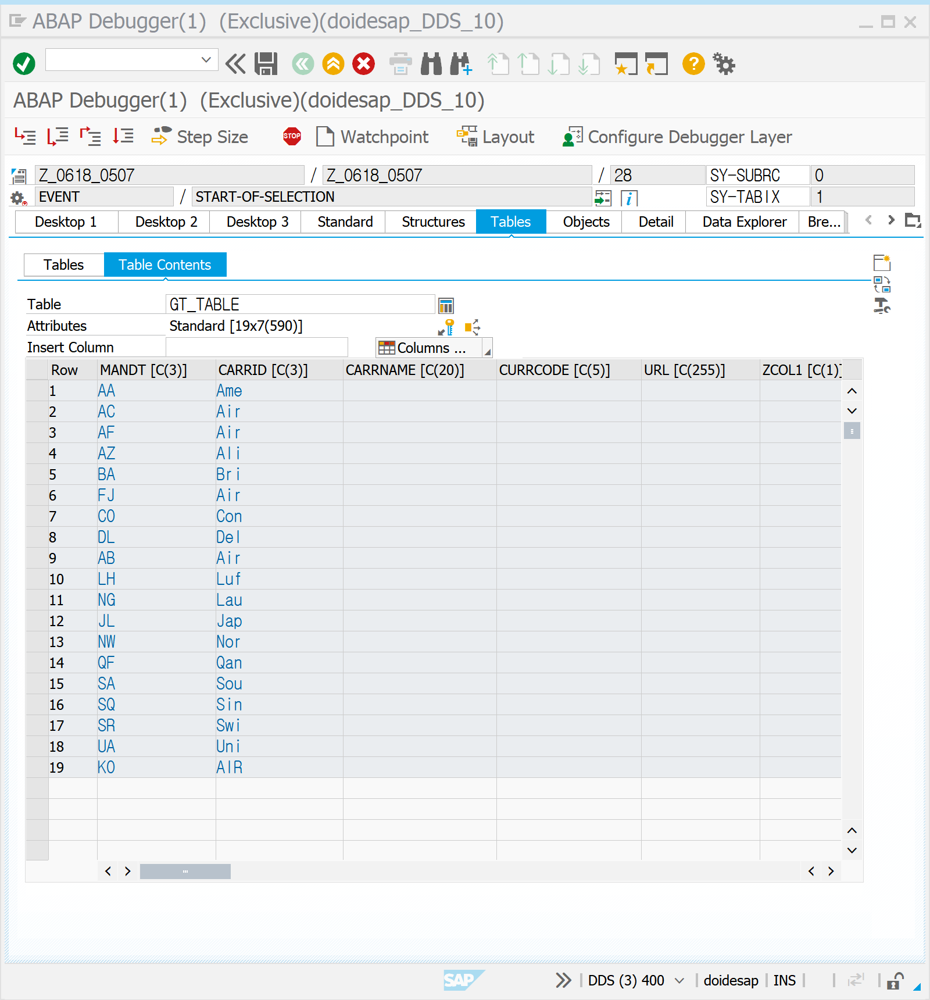 ABAP Debugger(1) (Exclusive)(doidesap_DDS_10)
ABAP Debugger(1) (Exclusive)(doidesap_DDS_10)
Step Size STOP Watchpoint Layout Configure Debugger Layer
Z_0618_0507 / Z_0618_0507 / 28 SY-SUBRC 0
EVENT / START-OF-SELECTION SY-TABIX 1
Desktop 1 Desktop 2 Desktop 3 Standard Structures Tables Objects Detail Data Explorer Bre...
Tables Table Contents
Table GT_TABLE
Attributes Standard [19x7(590)]
Insert Column Columns ...
Row MANDT [C(3)] CARRID [C(3)] CARRNAME [C(20)] CURRCODE [C(5)] URL [C(255)] ZCOL1 [C(1)]
1 AA Ame
2 AC Air
3 AF Air
4 AZ Ali
5 BA Bri
6 FJ Air
7 CO Con
8 DL Del
9 AB Air
10 LH Luf
11 NG Lau
12 JL Jap
13 NW Nor
14 QF Qan
15 SA Sou
16 SQ Sin
17 SR Swi
18 UA Uni
19 KO AIR
SAP DDS (3) 400 doidesap INS